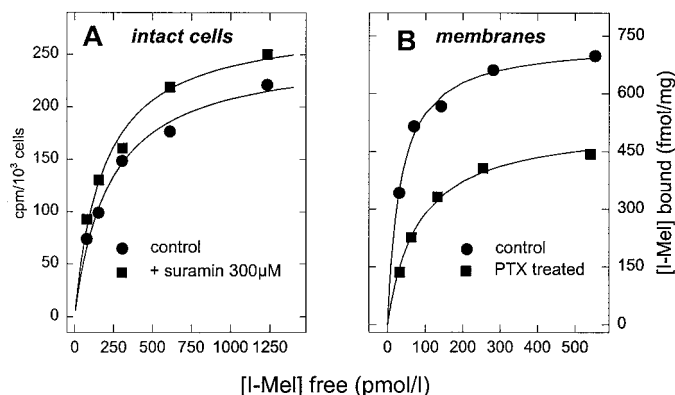 A intact cells
250
200
150
100
50
0
cpm/10³ cells
control
+ suramin 300µM
0 250 500 750 1000 1250
B membranes
750
600
450
300
150
0
[I-Mel] bound (fmol/mg)
control
PTX treated
0 100 200 300 400 500
[I-Mel] free (pmol/l)